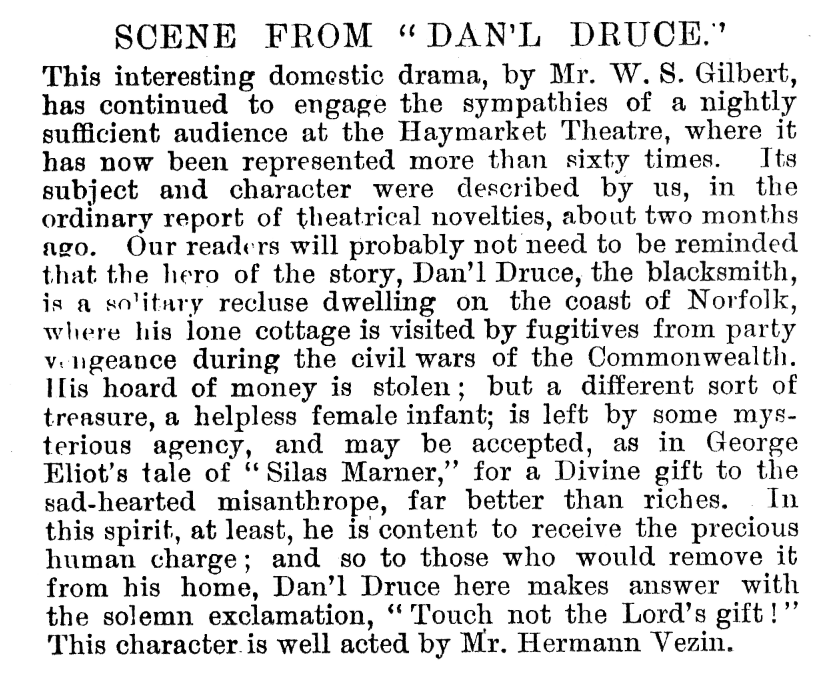 SCENE FROM “DAN'L DRUCE.”
This interesting domestic drama, by Mr. W. S. Gilbert,
has continued to engage the sympathies of a nightly
sufficient audience at the Haymarket Theatre, where it
has now been represented more than sixty times. Its
subject and character were described by us, in the
ordinary report of theatrical novelties, about two months
ago. Our readers will probably not need to be reminded
that the hero of the story, Dan'l Druce, the blacksmith,
is a solitary recluse dwelling on the coast of Norfolk,
where his lone cottage is visited by fugitives from party
vengeance during the civil wars of the Commonwealth.
His hoard of money is stolen; but a different sort of
treasure, a helpless female infant; is left by some mys-
terious agency, and may be accepted, as in George
Eliot's tale of “Silas Marner,” for a Divine gift to the
sad-hearted misanthrope, far better than riches. In
this spirit, at least, he is content to receive the precious
human charge; and so to those who would remove it
from his home, Dan'l Druce here makes answer with
the solemn exclamation, “Touch not the Lord's gift!”
This character is well acted by Mr. Hermann Vezin.